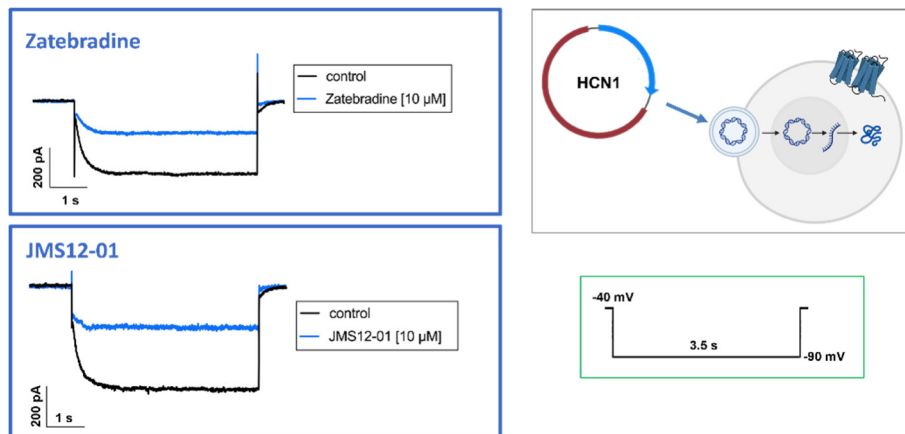 Zatebradine
control
Zatebradine [10 µM]
200 pA
1 s
JMS12-01
control
JMS12-01 [10 µM]
200 pA
1 s
HCN1
-40 mV
3.5 s
-90 mV